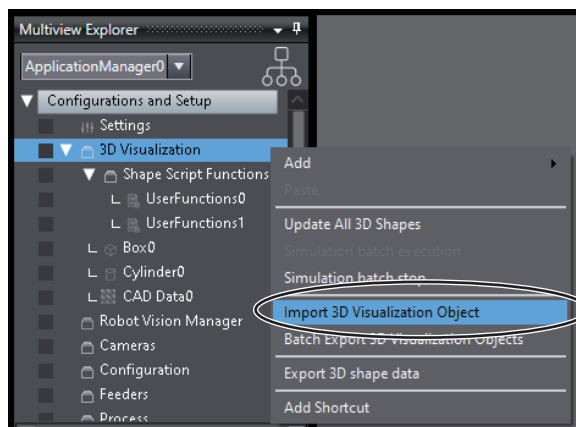 Multiview Explorer
ApplicationManager0
Configurations and Setup
Settings
3D Visualization
Shape Script Functions
UserFunctions0
UserFunctions1
Box0
Cylinder0
CAD Data0
Robot Vision Manager
Cameras
Configuration
Feeders
Process
Add
Paste
Update All 3D Shapes
Simulation batch execution
Simulation batch stop
Import 3D Visualization Object
Batch Export 3D Visualization Objects
Export 3D shape data
Add Shortcut